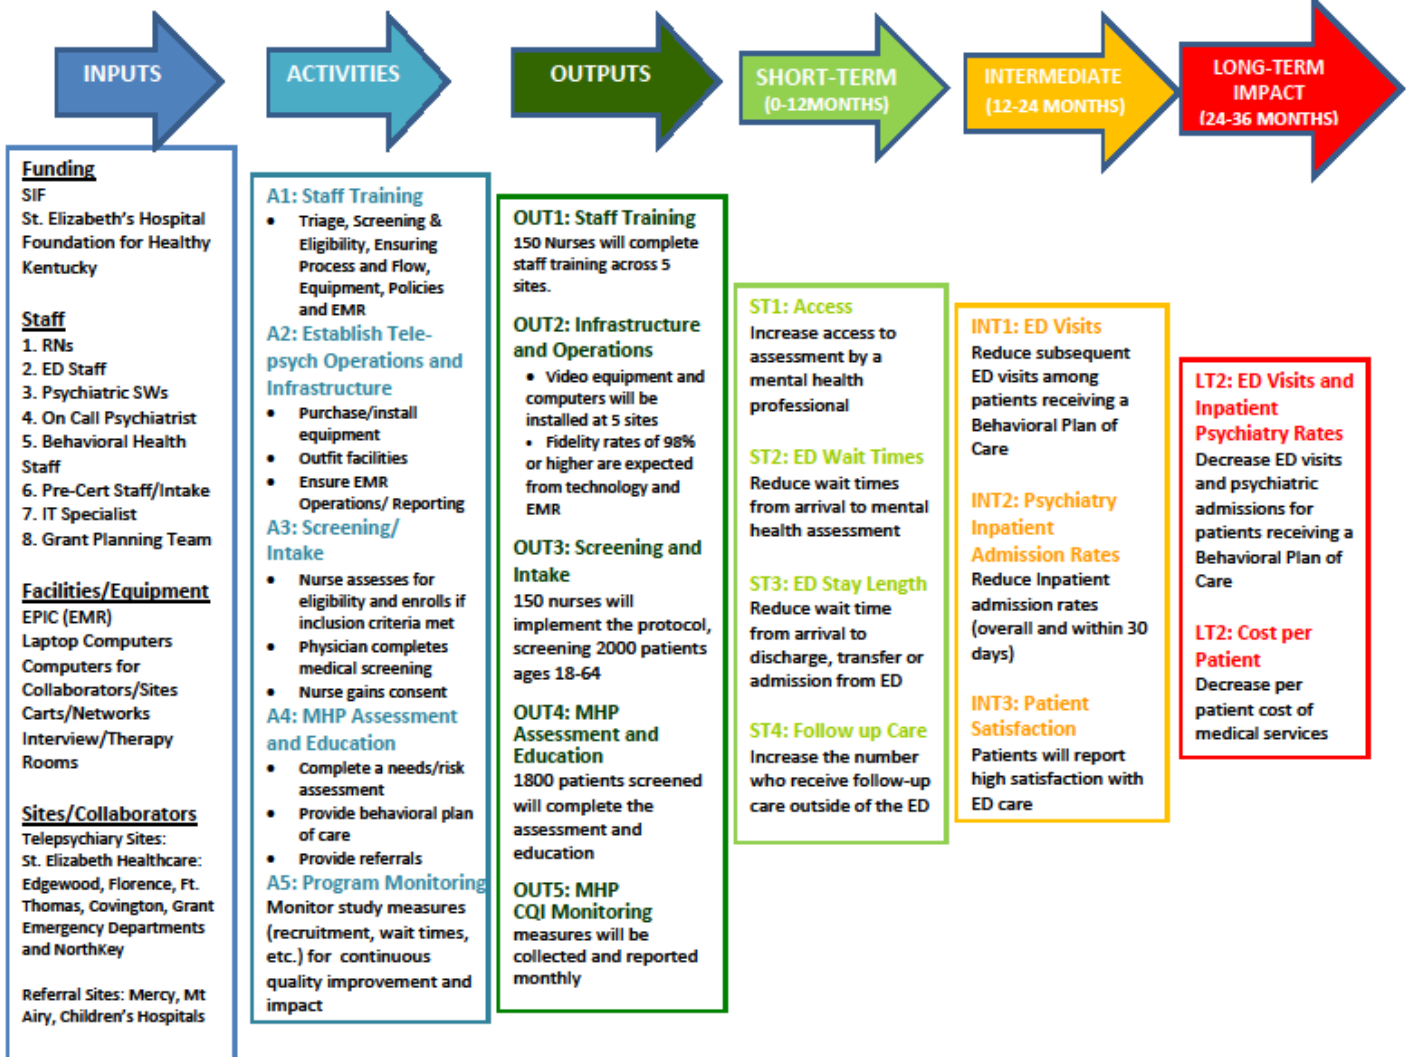 INPUTS
ACTIVITIES
OUTPUTS
SHORT-TERM
(0-12MONTHS)
INTERMEDIATE
(12-24 MONTHS)
LONG-TERM
IMPACT
(24-36 MONTHS)
Funding
SIF
St. Elizabeth's Hospital
Foundation for Healthy
Kentucky
Staff
1. RNs
2. ED Staff
3. Psychiatric SWs
4. On Call Psychiatrist
5. Behavioral Health
Staff
6. Pre-Cert Staff/Intake
7. IT Specialist
8. Grant Planning Team
Facilities/Equipment
EPIC (EMR)
Laptop Computers
Computers for
Collaborators/Sites
Carts/Networks
Interview/Therapy
Rooms
Sites/Collaborators
Telepsychiary Sites:
St. Elizabeth Healthcare:
Edgewood, Florence, Ft.
Thomas, Covington, Grant
Emergency Departments
and NorthKey
Referral Sites: Mercy, Mt
Airy, Children's Hospitals
A1: Staff Training
• Triage, Screening &
Eligibility, Ensuring
Process and Flow,
Equipment, Policies
and EMR
A2: Establish Tele-
psych Operations and
Infrastructure
• Purchase/install
equipment
• Outfit facilities
• Ensure EMR
Operations/ Reporting
A3: Screening/
Intake
• Nurse assesses for
eligibility and enrolls if
inclusion criteria met
• Physician completes
medical screening
• Nurse gains consent
A4: MHP Assessment
and Education
• Complete a needs/risk
assessment
• Provide behavioral plan
of care
• Provide referrals
A5: Program Monitoring
Monitor study measures
(recruitment, wait times,
etc.) for continuous
quality improvement and
impact
OUT1: Staff Training
150 Nurses will complete
staff training across 5
sites.
OUT2: Infrastructure
and Operations
• Video equipment and
computers will be
installed at 5 sites
• Fidelity rates of 98%
or higher are expected
from technology and
EMR
OUT3: Screening and
Intake
150 nurses will
implement the protocol,
screening 2000 patients
ages 18-64
OUT4: MHP
Assessment and
Education
1800 patients screened
will complete the
assessment and
education
OUT5: MHP
CQI Monitoring
measures will be
collected and reported
monthly
ST1: Access
Increase access to
assessment by a
mental health
professional
ST2: ED Wait Times
Reduce wait times
from arrival to mental
health assessment
ST3: ED Stay Length
Reduce wait time
from arrival to
discharge, transfer or
admission from ED
ST4: Follow up Care
Increase the number
who receive follow-up
care outside of the ED
INT1: ED Visits
Reduce subsequent
ED visits among
patients receiving a
Behavioral Plan of
Care
INT2: Psychiatry
Inpatient
Admission Rates
Reduce Inpatient
admission rates
(overall and within 30
days)
INT3: Patient
Satisfaction
Patients will report
high satisfaction with
ED care
LT2: ED Visits and
Inpatient
Psychiatry Rates
Decrease ED visits
and psychiatric
admissions for
patients receiving a
Behavioral Plan of
Care
LT2: Cost per
Patient
Decrease per
patient cost of
medical services